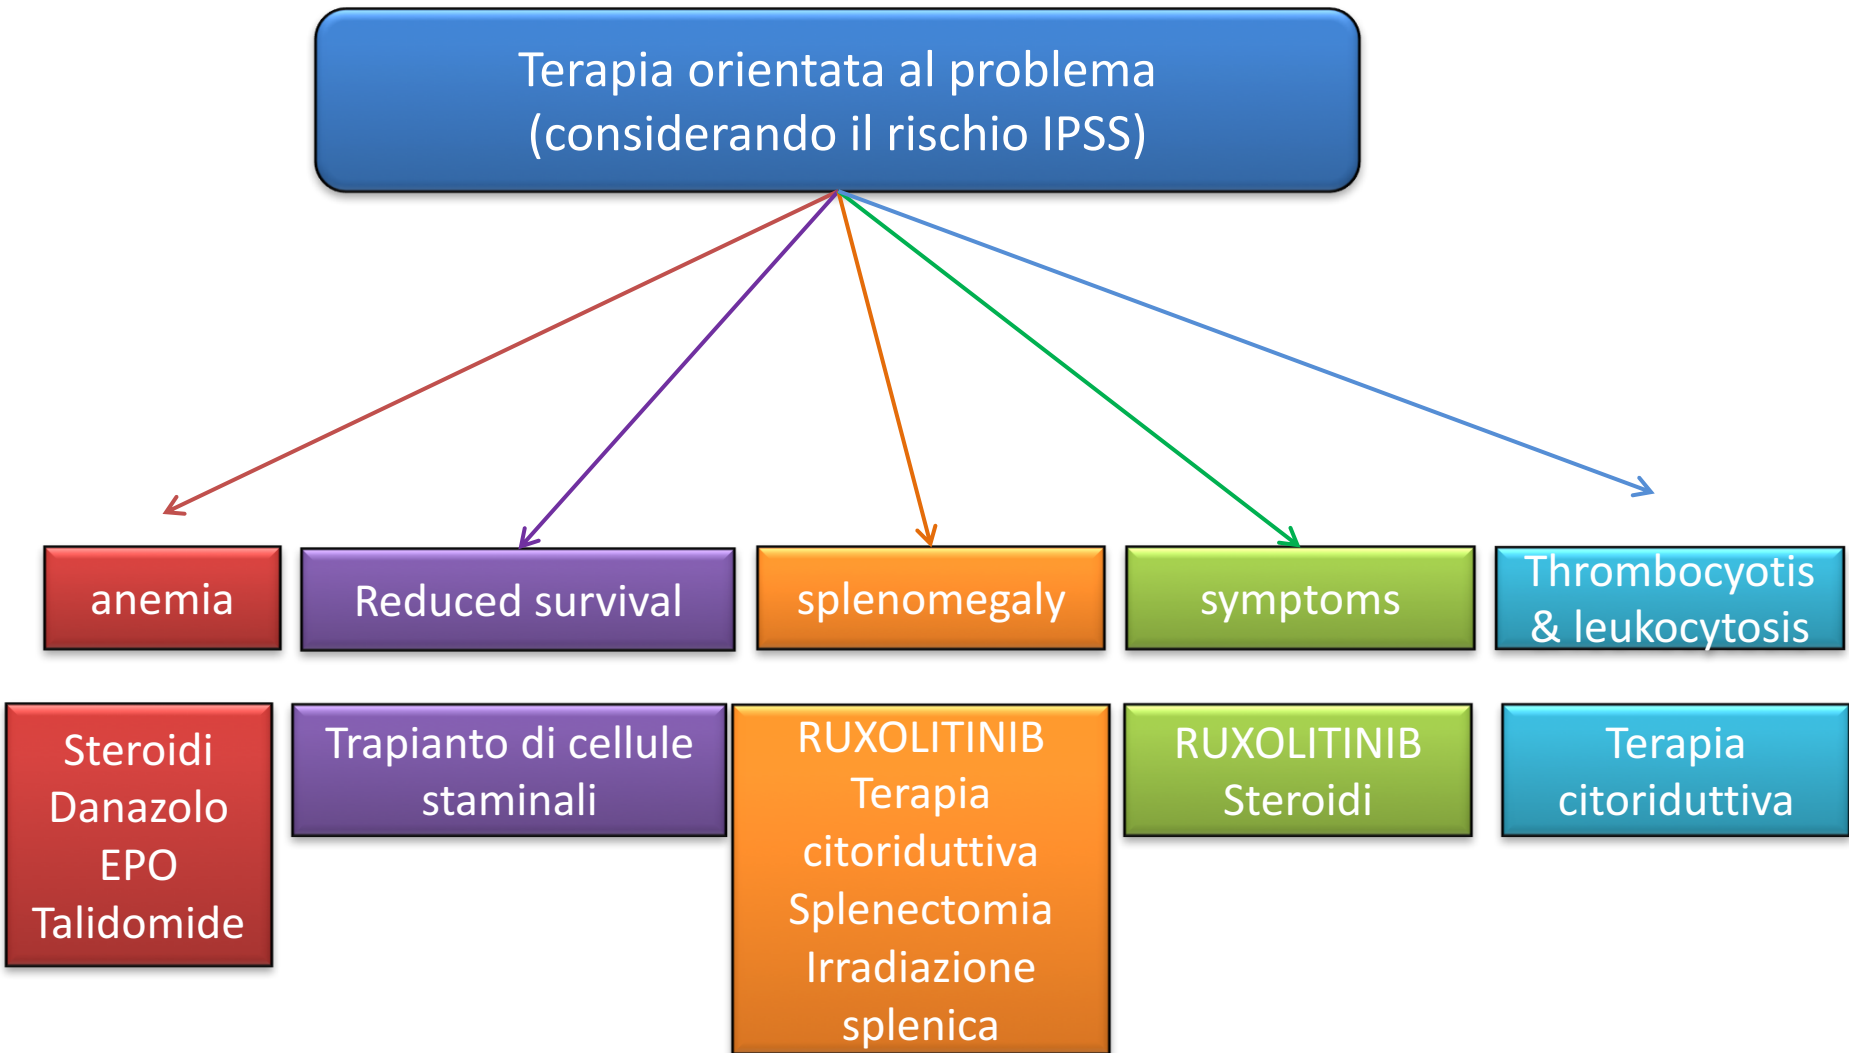 Terapia orientata al problema
(considerando il rischio IPSS)
anemia
Reduced survival
splenomegaly
symptoms
Thrombocyotis
& leukocytosis
Steroidi
Danazolo
EPO
Talidomide
Trapianto di cellule
staminali
RUXOLITINIB
Terapia
citoriduttiva
Splenectomia
Irradiazione
splenica
RUXOLITINIB
Steroidi
Terapia
citoriduttiva